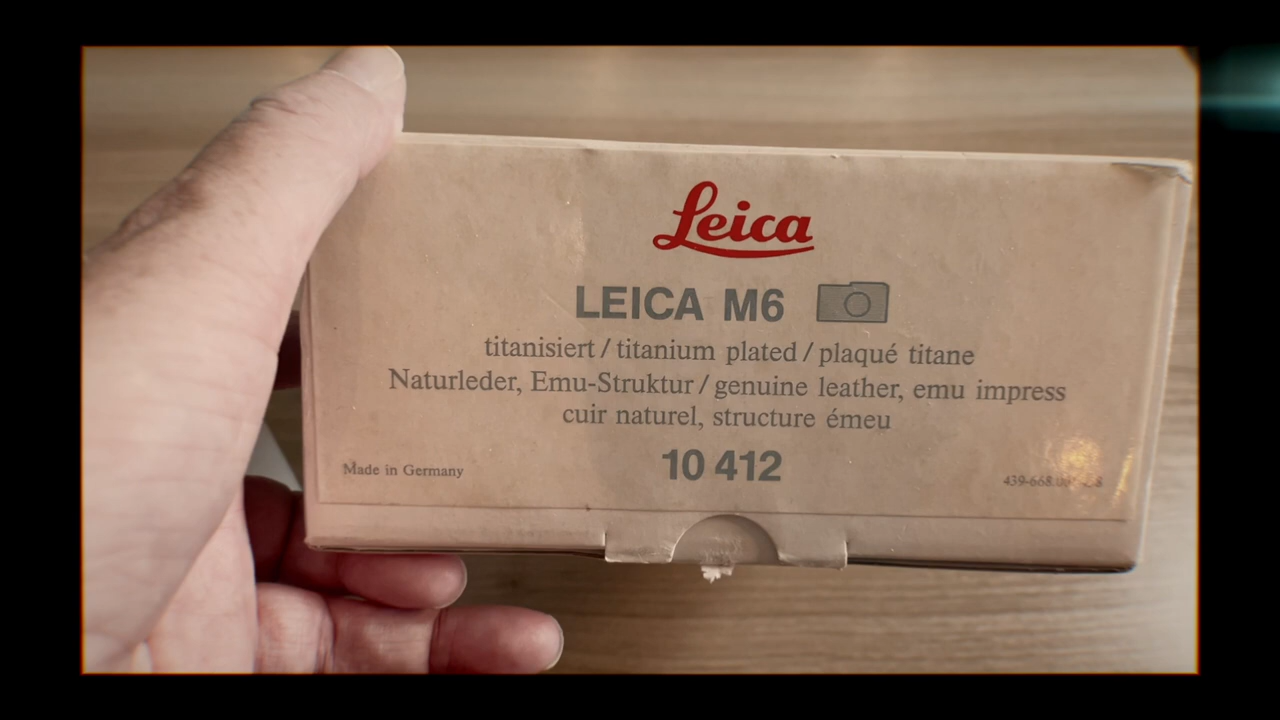 Leica
LEICA M6
titanisiert / titanium plated / plaqué titane
Naturleder, Emu-Struktur / genuine leather, emu impress
cuir naturel, structure émeu
10 412
Made in Germany